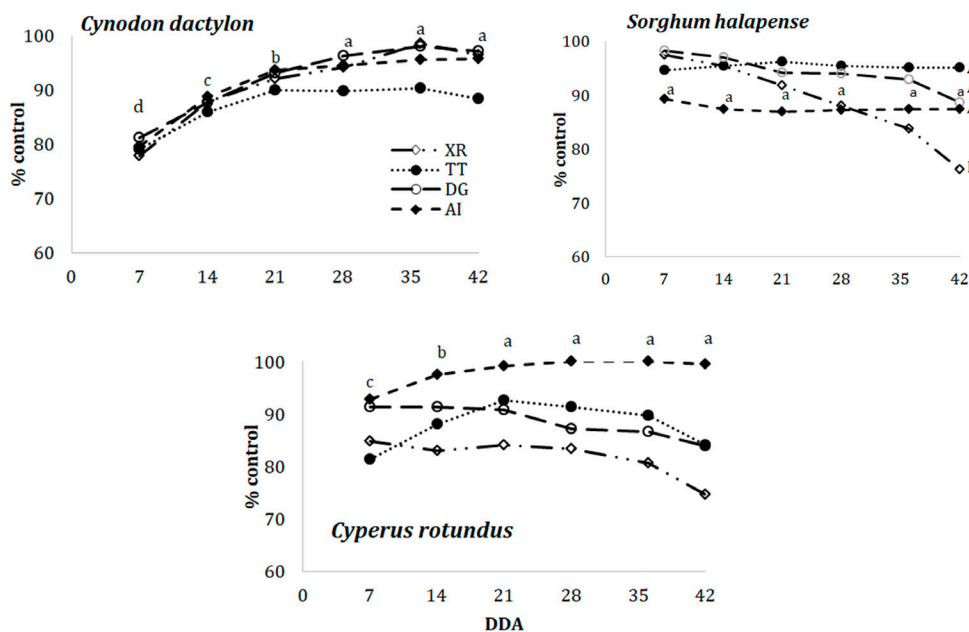 Cynodon dactylon
100
90
80
70
60
% control
d
c
b
a
a
a
XR
TT
DG
AI
0
7
14
21
28
35
42
Sorghum halapense
100
90
80
70
60
% control
a
a
a
a
a
a
0
7
14
21
28
35
42
100
90
80
70
60
% control
c
b
a
a
a
a
Cyperus rotundus
0
7
14
21
28
35
42
DDA